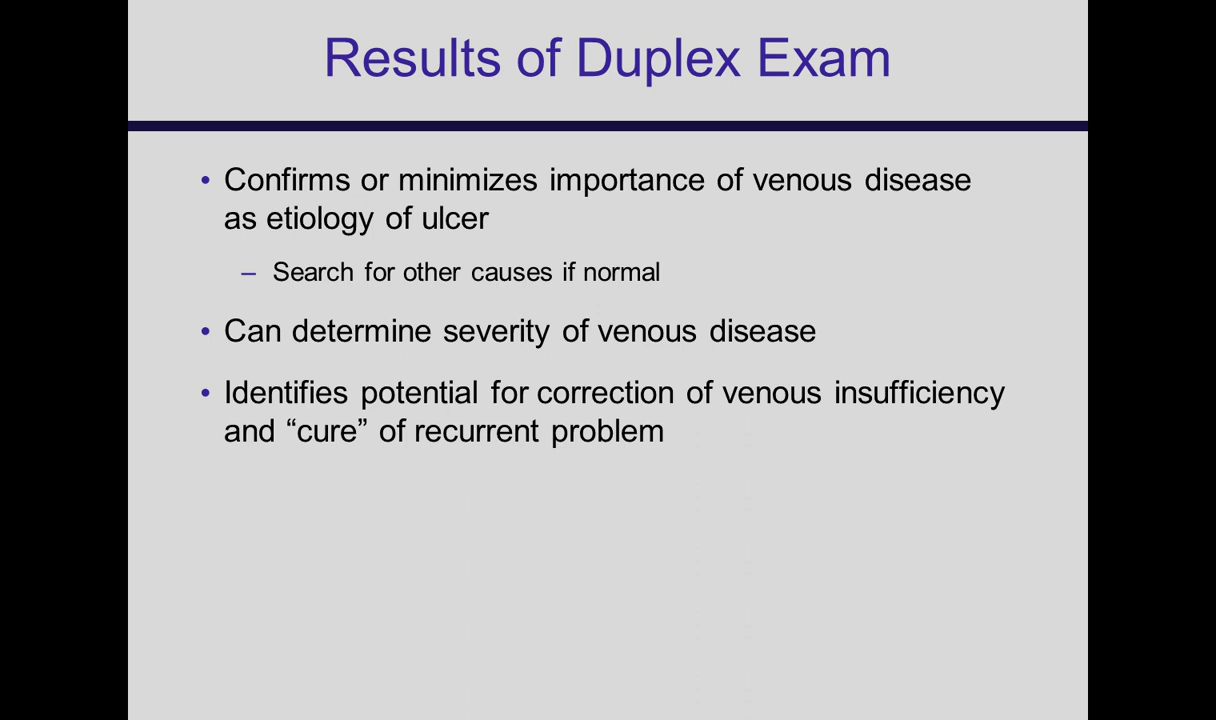 Results of Duplex Exam
• Confirms or minimizes importance of venous disease
as etiology of ulcer
– Search for other causes if normal
• Can determine severity of venous disease
• Identifies potential for correction of venous insufficiency
and “cure” of recurrent problem